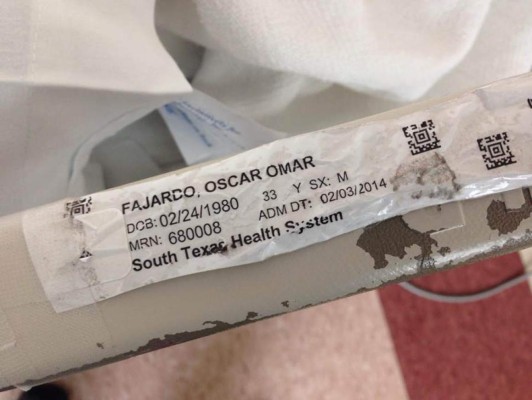 FAJARDO, OSCAR OMAR
DCB: 02/24/1980 33 Y SX: M
MRN: 680008 ADM DT: 02/03/2014
South Texas Health System